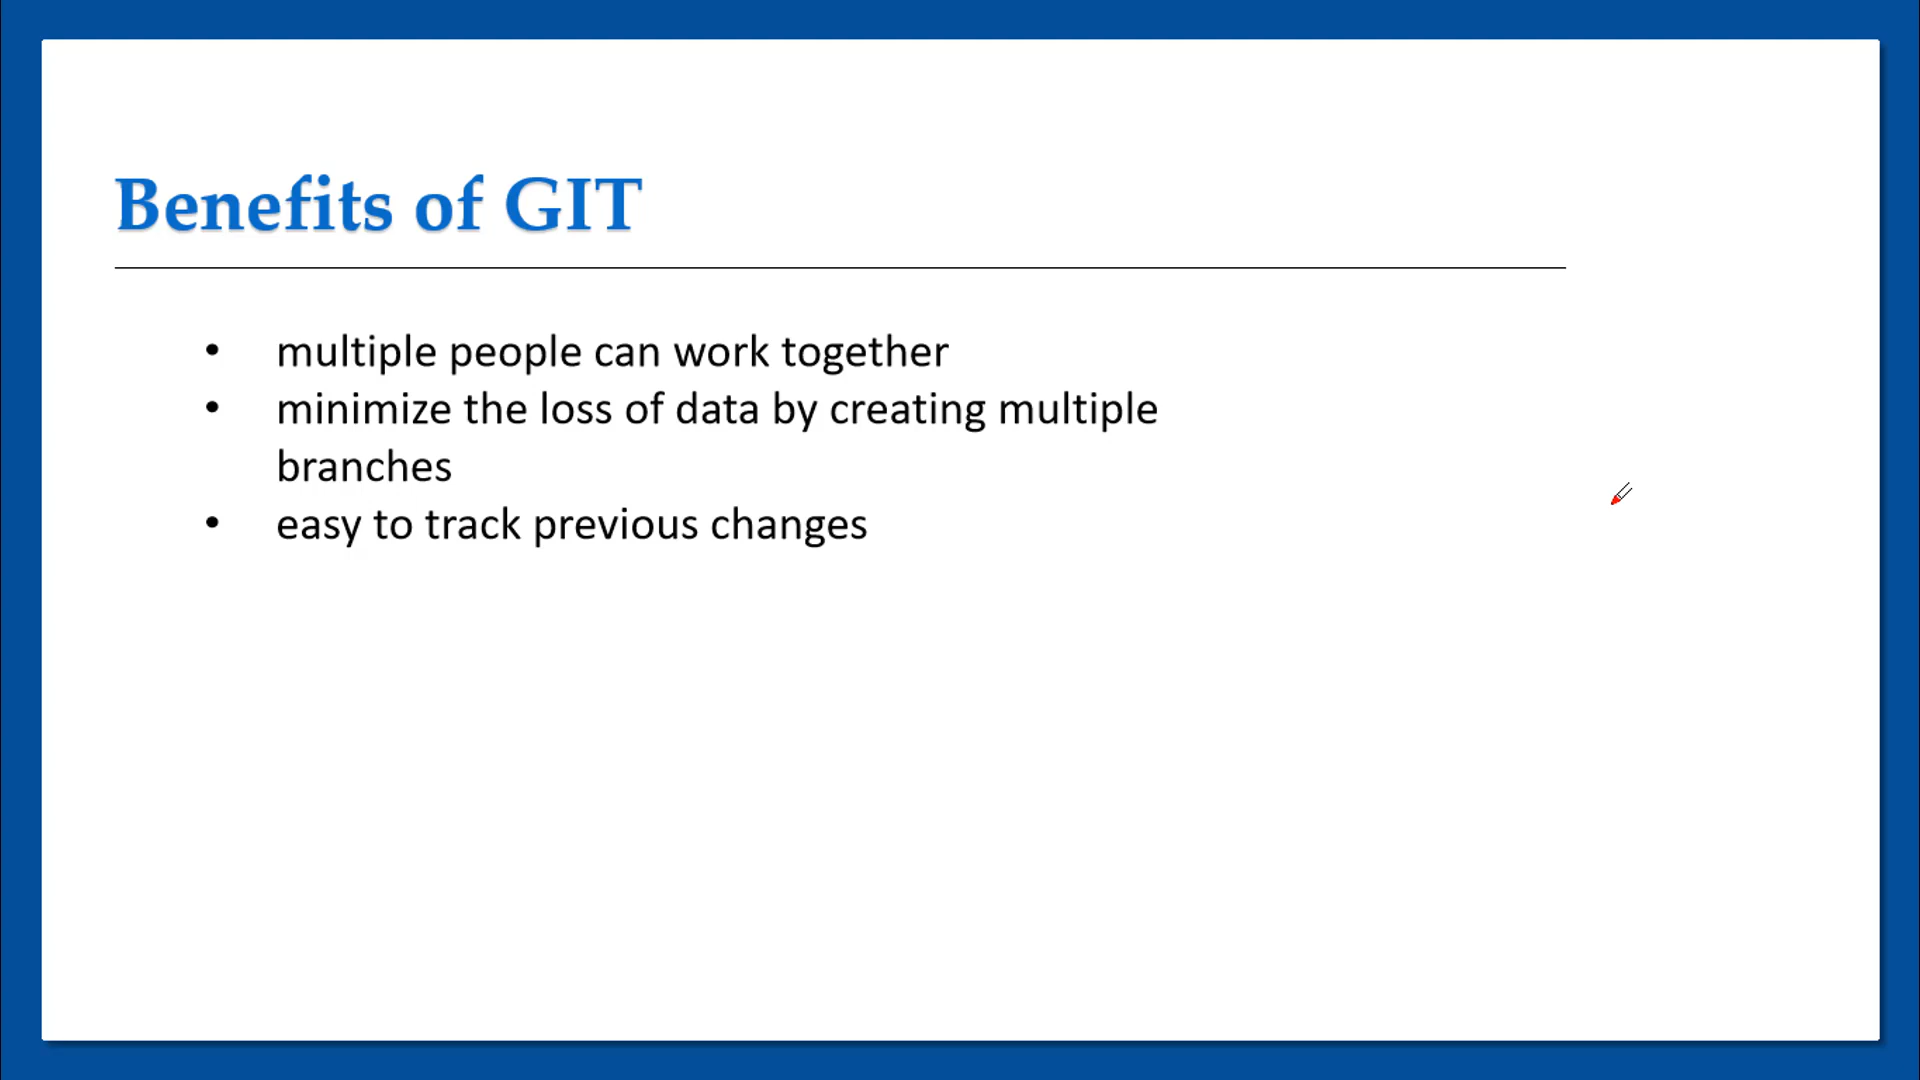 Benefits of GIT
• multiple people can work together
• minimize the loss of data by creating multiple
branches
• easy to track previous changes